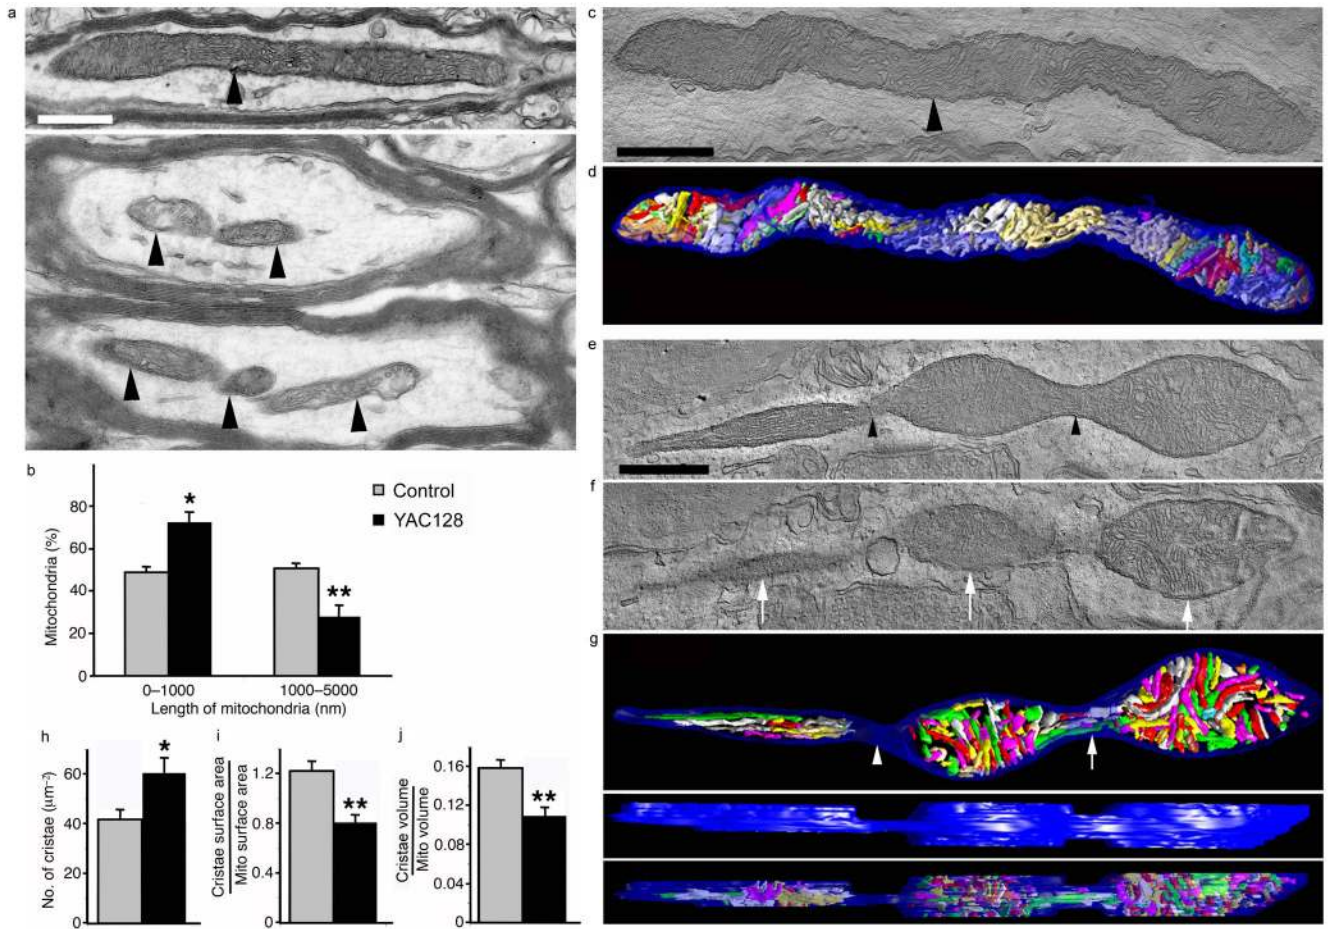 a
b
Mitochondria (%)
80
60
40
20
0
*
**
Control
YAC128
0–1000
1000–5000
Length of mitochondria (nm)
h
No. of cristae (µm⁻²)
60
40
20
0
*
i
Cristae surface area
Mito surface area
1.2
0.8
0.4
0
**
j
Cristae volume
Mito volume
0.16
0.12
0.08
0.04
0
**
c
d
e
f
g